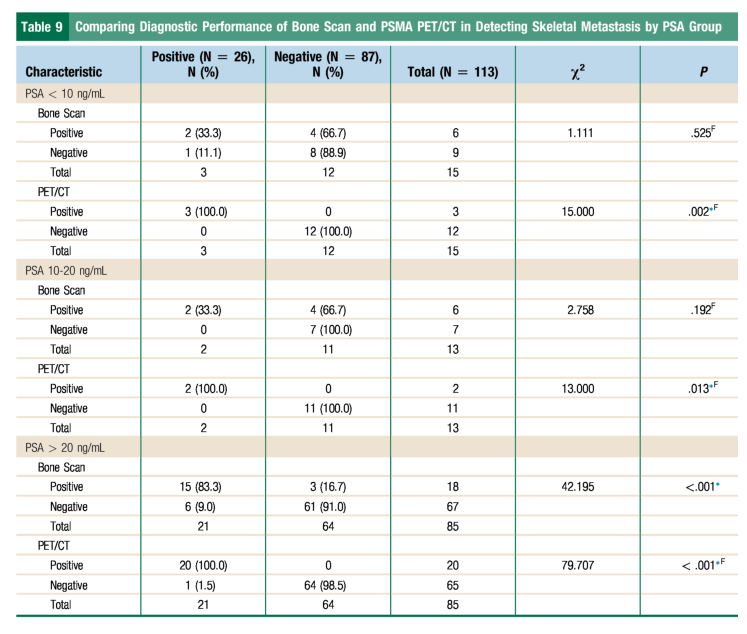 Table 9 Comparing Diagnostic Performance of Bone Scan and PSMA PET/CT in Detecting Skeletal Metastasis by PSA Group
Characteristic Positive (N = 26), N (%) Negative (N = 87), N (%) Total (N = 113) χ² P
PSA < 10 ng/mL
Bone Scan
Positive 2 (33.3) 4 (66.7) 6 1.111 .525F
Negative 1 (11.1) 8 (88.9) 9
Total 3 12 15
PET/CT
Positive 3 (100.0) 0 3 15.000 .002*F
Negative 0 12 (100.0) 12
Total 3 12 15
PSA 10-20 ng/mL
Bone Scan
Positive 2 (33.3) 4 (66.7) 6 2.758 .192F
Negative 0 7 (100.0) 7
Total 2 11 13
PET/CT
Positive 2 (100.0) 0 2 13.000 .013*F
Negative 0 11 (100.0) 11
Total 2 11 13
PSA > 20 ng/mL
Bone Scan
Positive 15 (83.3) 3 (16.7) 18 42.195 <.001*
Negative 6 (9.0) 61 (91.0) 67
Total 21 64 85
PET/CT
Positive 20 (100.0) 0 20 79.707 < .001*F
Negative 1 (1.5) 64 (98.5) 65
Total 21 64 85